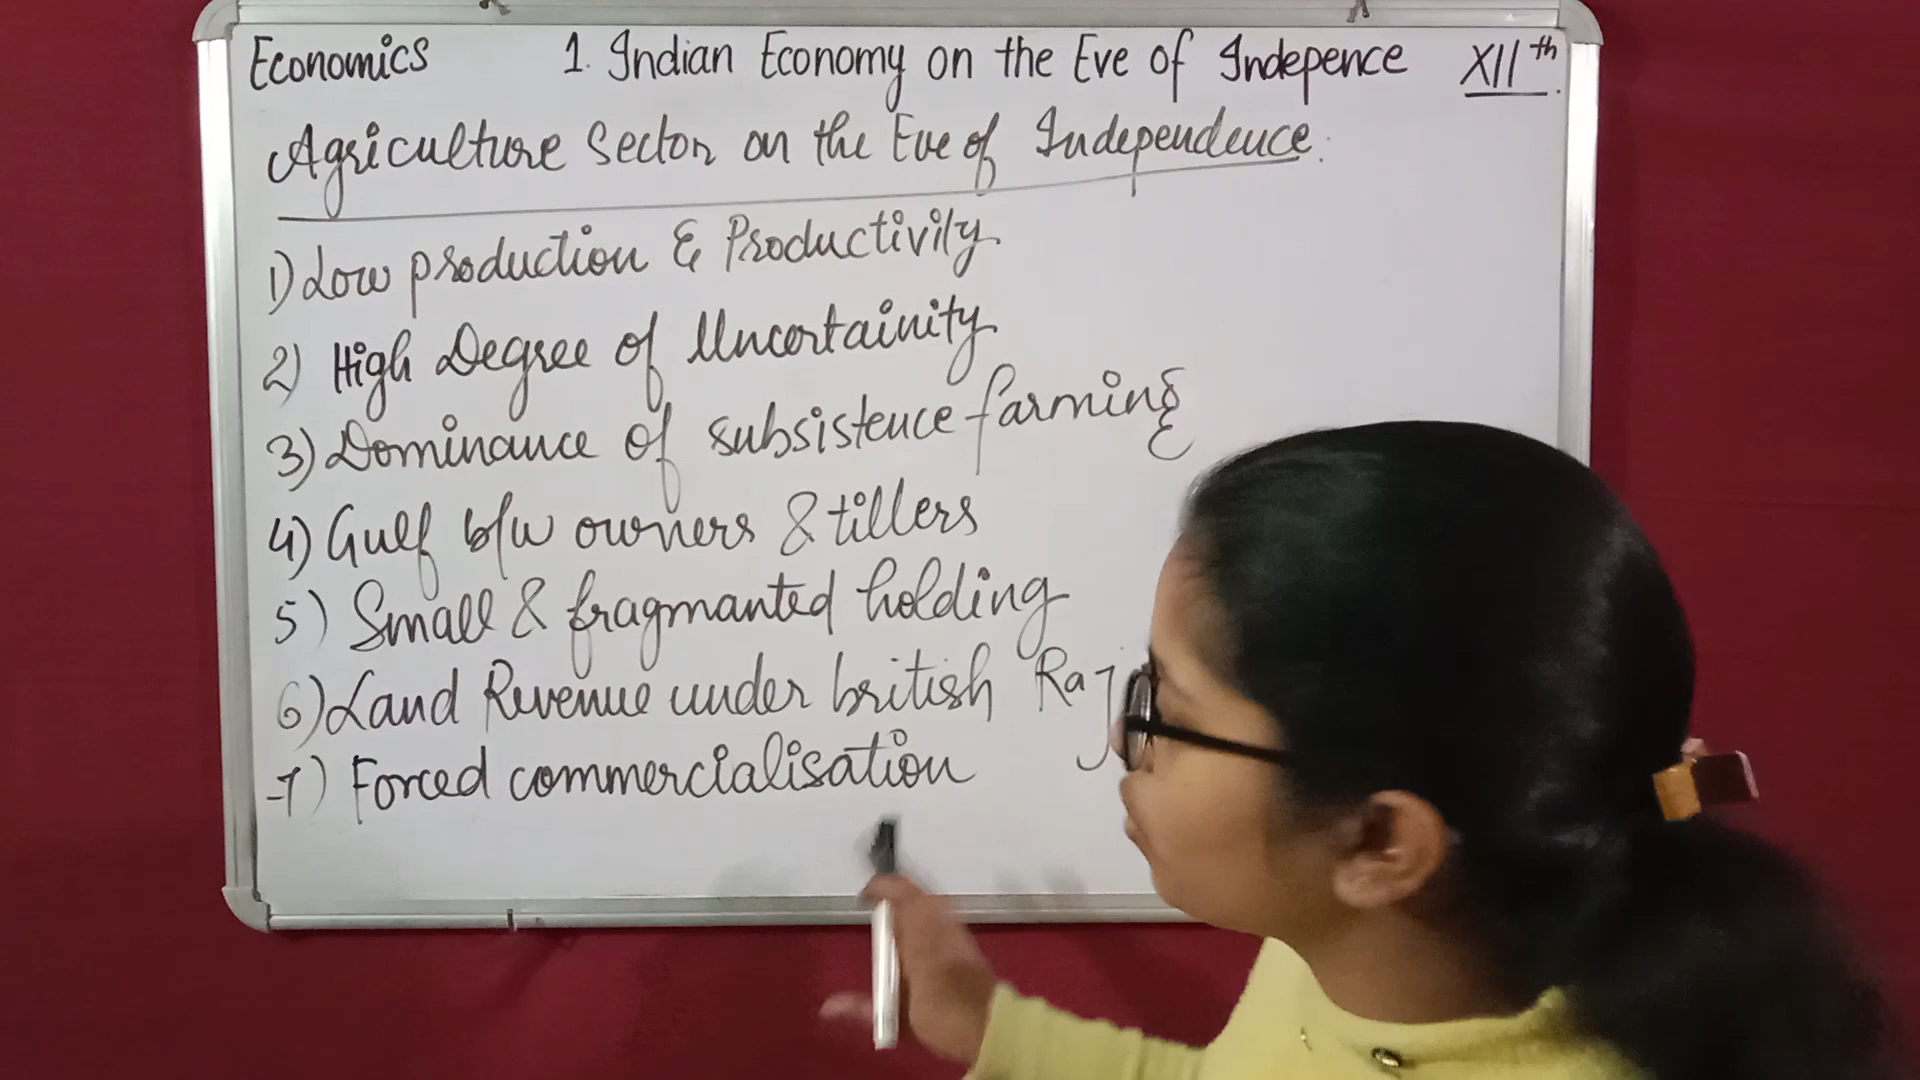 Economics 1. Indian Economy on the Eve of Indepence XIIth.
Agriculture Sector on the Eve of Independence.
1) Low production & Productivity
2) High Degree of Uncertainity
3) Dominance of subsistence farming
4) Gulf b/w owners & tillers
5) Small & fragmanted holding
6) Land Revenue under british Raj
7) Forced commercialisation